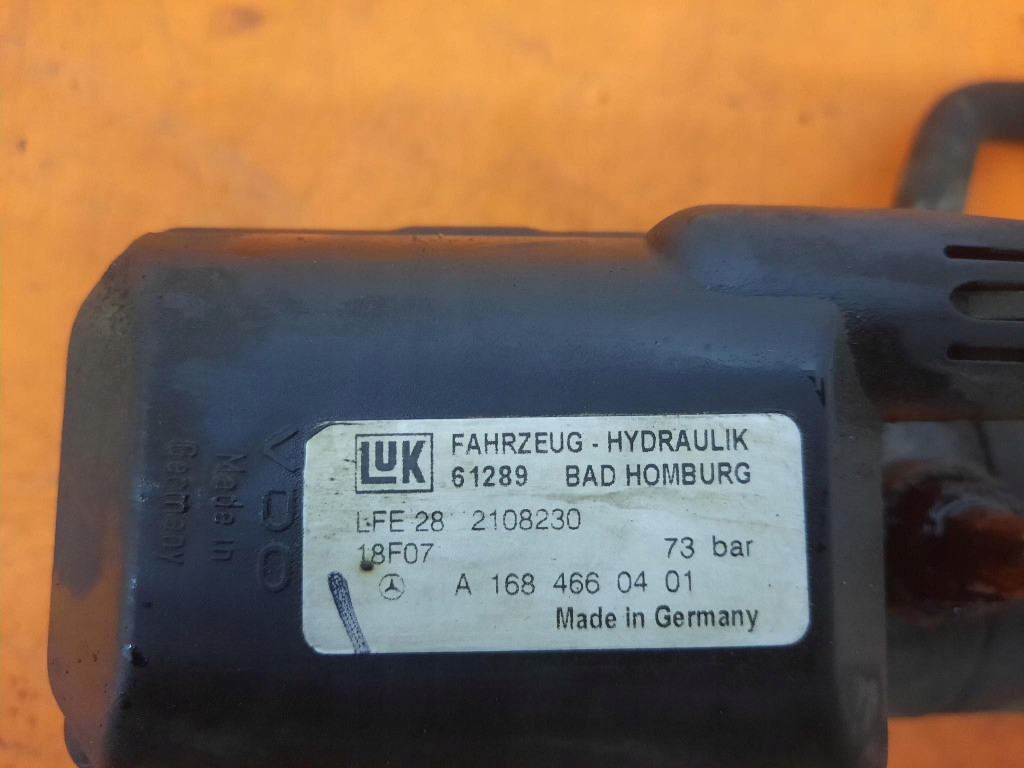 LUK FAHRZEUG - HYDRAULIK
61289 BAD HOMBURG
LFE 28 2108230
18F07 73 bar
A 168 466 04 01
Made in Germany
VDO
Made in
Germany